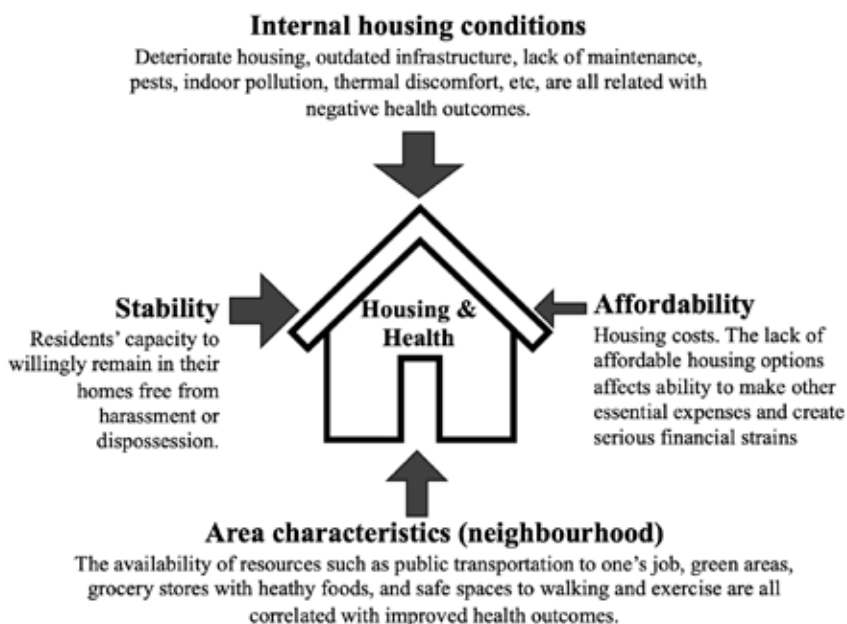 Internal housing conditions
Deteriorate housing, outdated infrastructure, lack of maintenance,
pests, indoor pollution, thermal discomfort, etc, are all related with
negative health outcomes.
Stability
Residents’ capacity to
willingly remain in their
homes free from
harassment or
dispossession.
Housing &
Health
Affordability
Housing costs. The lack of
affordable housing options
affects ability to make other
essential expenses and create
serious financial strains
Area characteristics (neighbourhood)
The availability of resources such as public transportation to one’s job, green areas,
grocery stores with heathy foods, and safe spaces to walking and exercise are all
correlated with improved health outcomes.